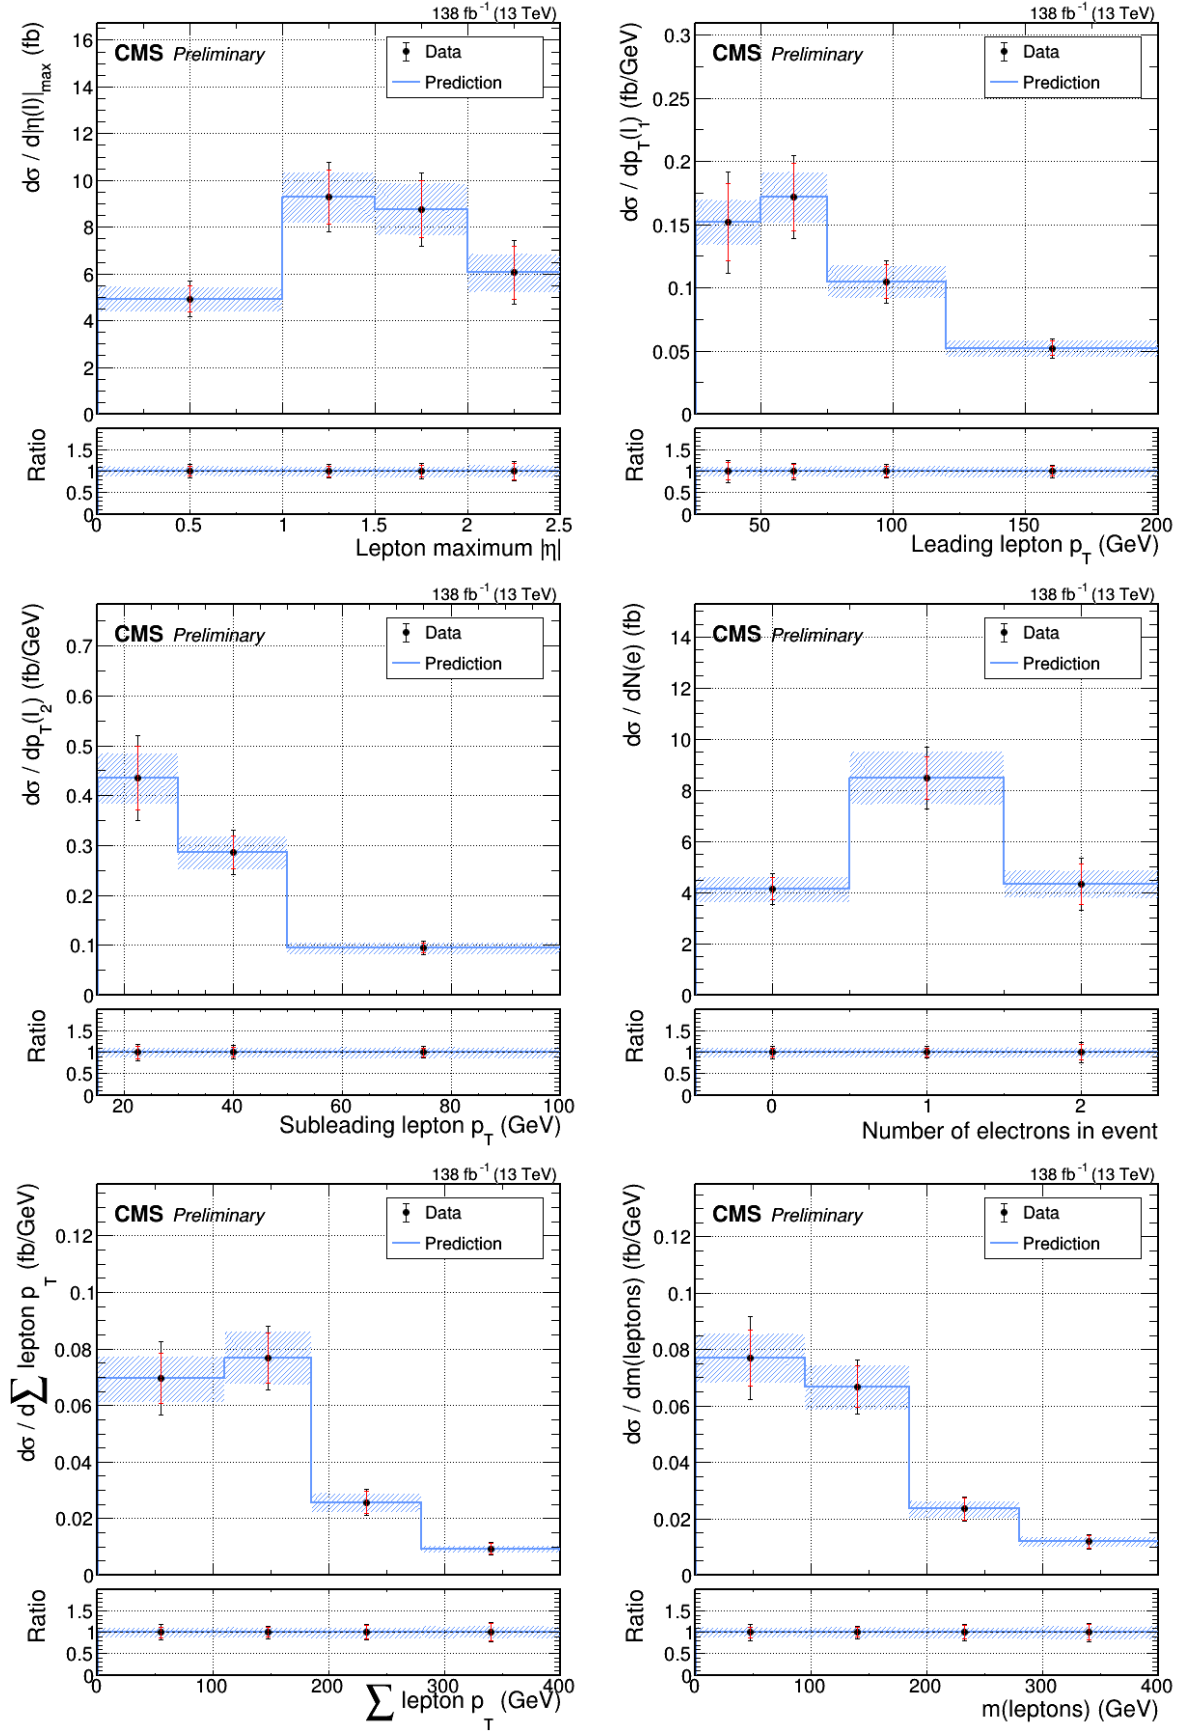 138 fb⁻¹ (13 TeV)
CMS Preliminary
Data
Prediction
dσ / d|η(l)|max (fb)
16
14
12
10
8
6
4
2
0
Ratio
1.5
1
0.5
0 0.5 1 1.5 2 2.5
Lepton maximum |η|
138 fb⁻¹ (13 TeV)
CMS Preliminary
Data
Prediction
dσ / dpT(l1) (fb/GeV)
0.3
0.25
0.2
0.15
0.1
0.05
0
Ratio
1.5
1
0.5
0
50 100 150 200
Leading lepton pT (GeV)
138 fb⁻¹ (13 TeV)
CMS Preliminary
Data
Prediction
dσ / dpT(l2) (fb/GeV)
0.7
0.6
0.5
0.4
0.3
0.2
0.1
0
Ratio
1.5
1
0.5
0
20 40 60 80 100
Subleading lepton pT (GeV)
138 fb⁻¹ (13 TeV)
CMS Preliminary
Data
Prediction
dσ / dN(e) (fb)
14
12
10
8
6
4
2
0
Ratio
1.5
1
0.5
0
0 1 2
Number of electrons in event
138 fb⁻¹ (13 TeV)
CMS Preliminary
Data
Prediction
dσ / d∑ lepton pT (fb/GeV)
0.12
0.1
0.08
0.06
0.04
0.02
0
Ratio
1.5
1
0.5
0
0 100 200 300 400
∑ lepton pT (GeV)
138 fb⁻¹ (13 TeV)
CMS Preliminary
Data
Prediction
dσ / dm(leptons) (fb/GeV)
0.12
0.1
0.08
0.06
0.04
0.02
0
Ratio
1.5
1
0.5
0
0 100 200 300 400
m(leptons) (GeV)